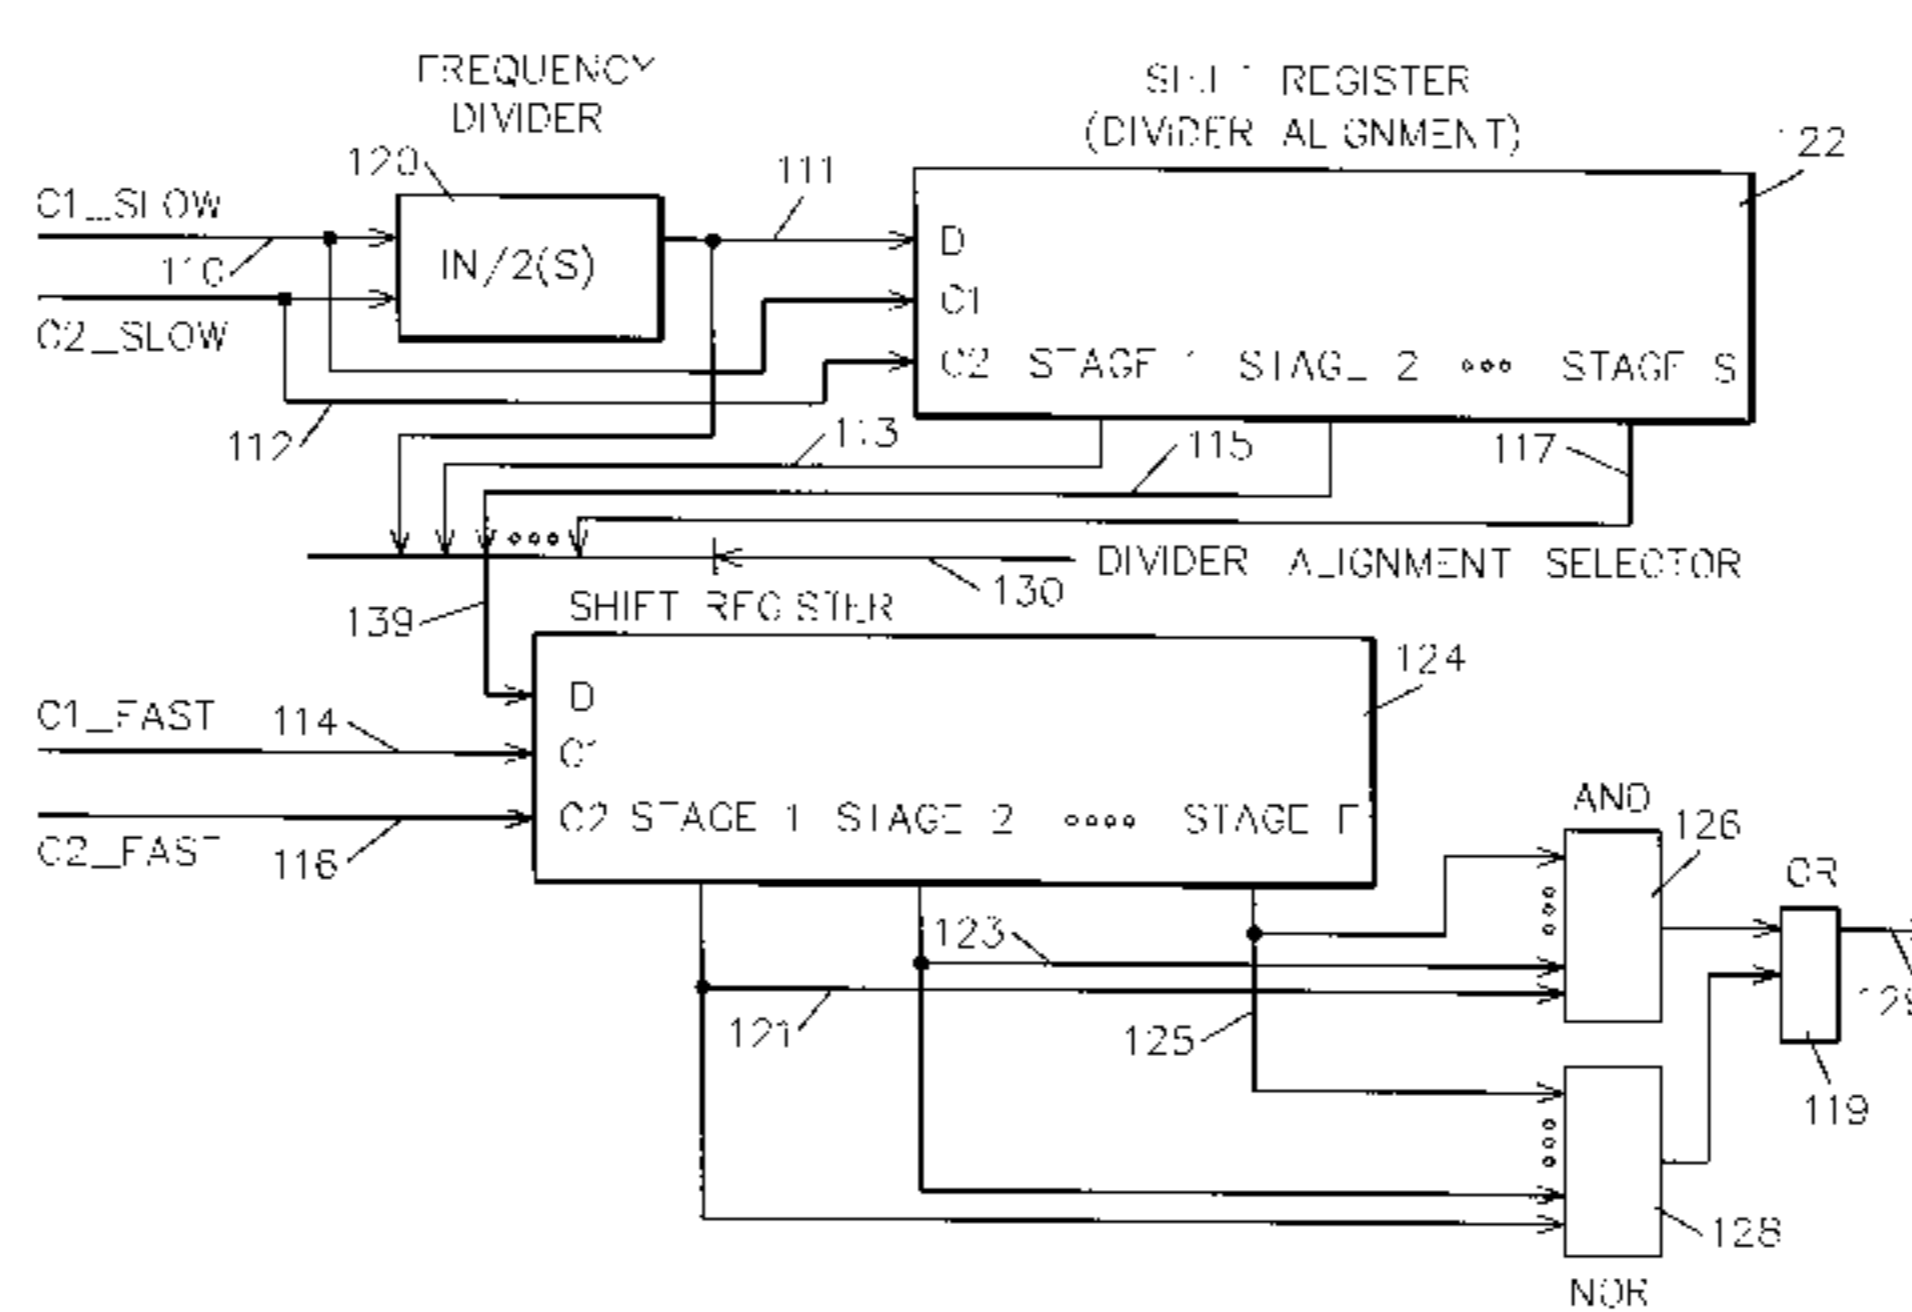 FREQUENCY
DIVIDER
SHIFT REGISTER
(DIVIDER ALIGNMENT)
120
111
122
C1_SLOW
110
IN/2(S)
D
C1
C2_SLOW
C2 STAGE 1 STAGE 2 STAGE S
112
113
115
117
DIVIDER ALIGNMENT SELECTOR
130
139
SHIFT REGISTER
124
D
C1_FAST
114
C1
C2 STAGE 1 STAGE 2 STAGE F
C2_FAST
116
AND
126
OR
123
121
125
129
119
128
NOR